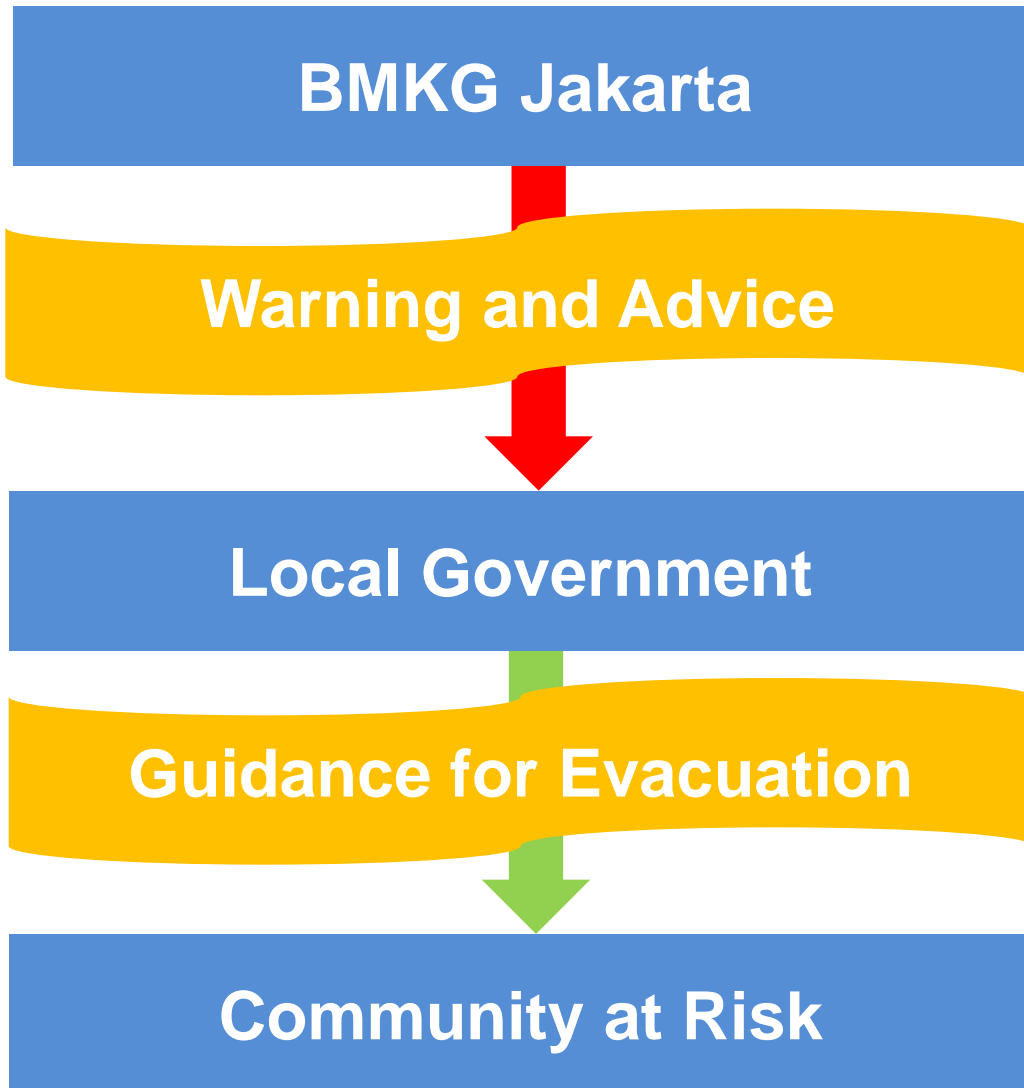 BMKG Jakarta
Warning and Advice
Local Government
Guidance for Evacuation
Community at Risk